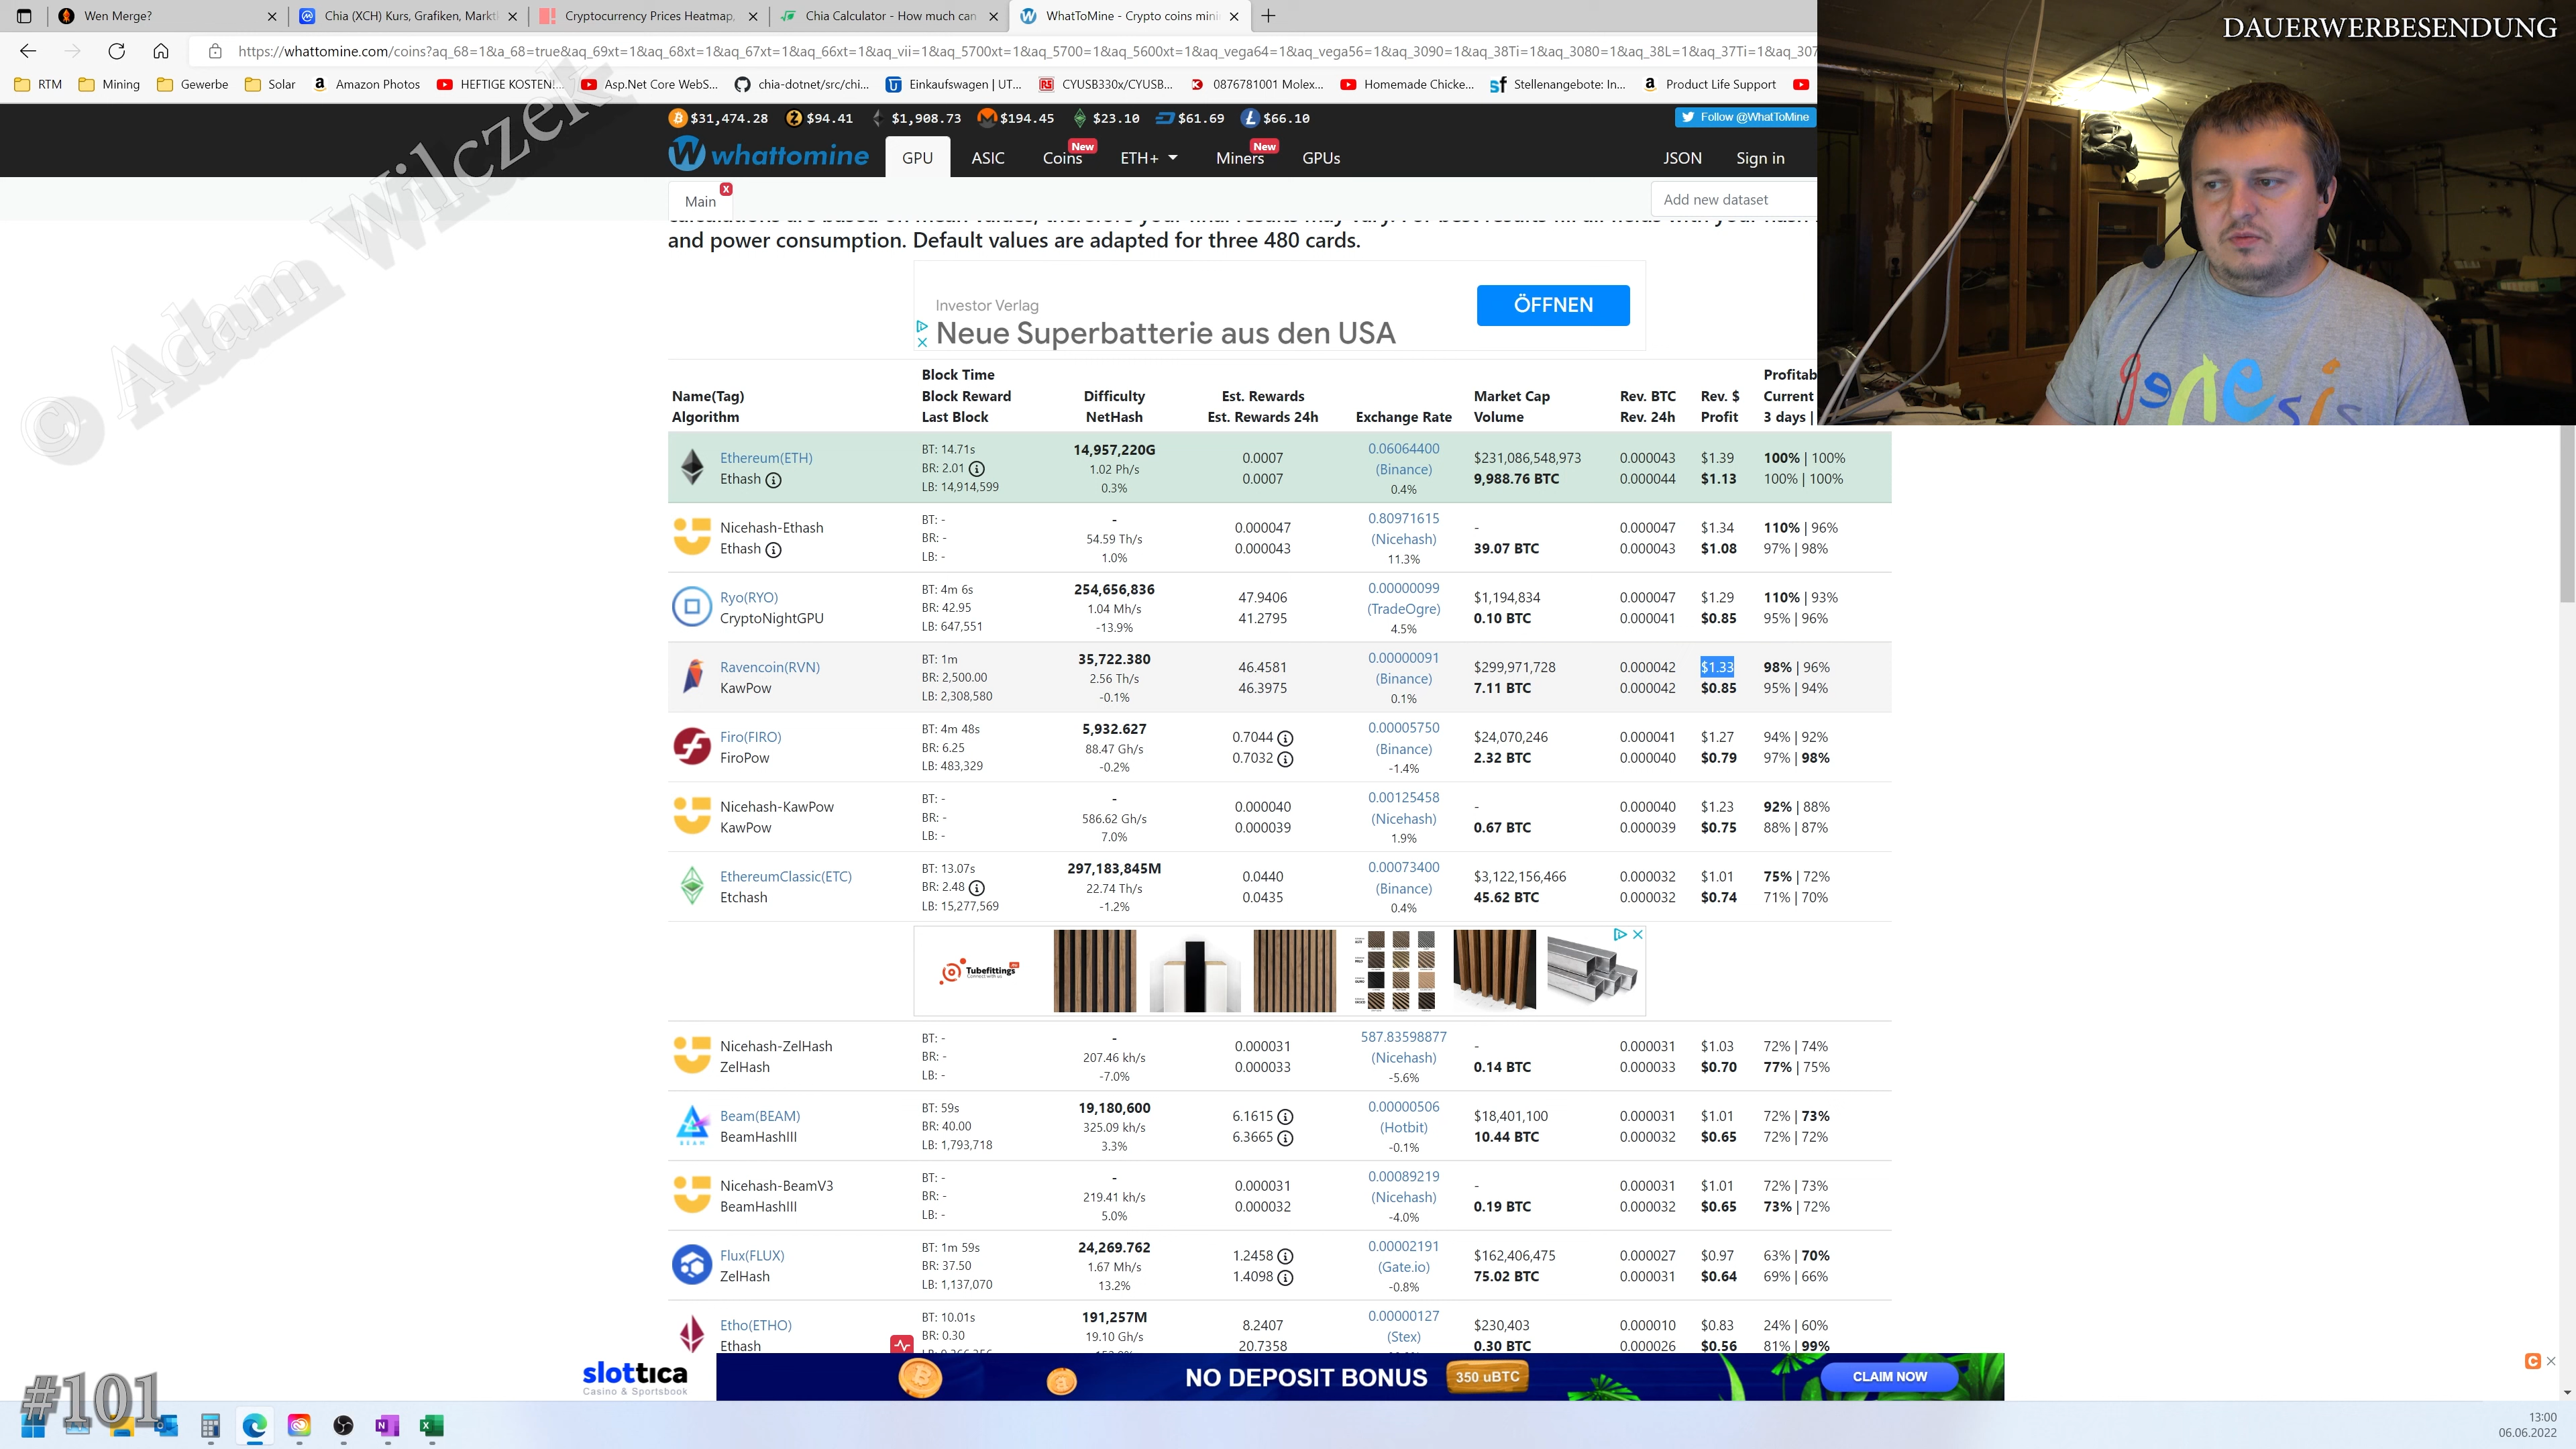 Wen Merge?
Chia (XCH) Kurs, Grafiken, Markt
Cryptocurrency Prices Heatmap,
Chia Calculator - How much can
WhatToMine - Crypto coins mini
https://whattomine.com/coins?aq_68=1&a_68=true&aq_69xt=1&aq_68xt=1&aq_67xt=1&aq_66xt=1&aq_vii=1&aq_5700xt=1&aq_5700=1&aq_5600xt=1&aq_vega64=1&aq_vega56=1&aq_3090=1&aq_38Ti=1&aq_3080=1&aq_38L=1&aq_37Ti=1&aq_307
RTM Mining Gewerbe Solar Amazon Photos HEFTIGE KOSTEN!... Asp.Net Core WebS... chia-dotnet/src/chi... Einkaufswagen | UT... CYUSB330x/CYUSB... 0876781001 Molex... Homemade Chicke... Stellenangebote: In... Product Life Support
DAUERWERBESENDUNG
$31,474.28 $94.41 $1,908.73 $194.45 $23.10 $61.69 $66.10
Follow @WhatToMine
whattomine GPU ASIC Coins New ETH+ Miners New GPUs JSON Sign in
Main x Add new dataset
and power consumption. Default values are adapted for three 480 cards.
© Adam Wilczek
Investor Verlag
Neue Superbatterie aus den USA
ÖFFNEN
genesis
Block Time Profitab
Name(Tag) Block Reward Difficulty Est. Rewards Market Cap Rev. BTC Rev. $ Current
Algorithm Last Block NetHash Est. Rewards 24h Exchange Rate Volume Rev. 24h Profit 3 days |
Ethereum(ETH) BT: 14.71s 14,957,220G 0.0007 0.06064400 $231,086,548,973 0.000043 $1.39 100% | 100%
Ethash BR: 2.01 1.02 Ph/s 0.0007 (Binance) 9,988.76 BTC 0.000044 $1.13 100% | 100%
LB: 14,914,599 0.3% 0.4%
Nicehash-Ethash BT: - - 0.000047 0.80971615 - 0.000047 $1.34 110% | 96%
Ethash BR: - 54.59 Th/s 0.000043 (Nicehash) 39.07 BTC 0.000043 $1.08 97% | 98%
LB: - 1.0% 11.3%
Ryo(RYO) BT: 4m 6s 254,656,836 47.9406 0.00000099 $1,194,834 0.000047 $1.29 110% | 93%
CryptoNightGPU BR: 42.95 1.04 Mh/s 41.2795 (TradeOgre) 0.10 BTC 0.000041 $0.85 95% | 96%
LB: 647,551 -13.9% 4.5%
Ravencoin(RVN) BT: 1m 35,722.380 46.4581 0.00000091 $299,971,728 0.000042 $1.33 98% | 96%
KawPow BR: 2,500.00 2.56 Th/s 46.3975 (Binance) 7.11 BTC 0.000042 $0.85 95% | 94%
LB: 2,308,580 -0.1% 0.1%
Firo(FIRO) BT: 4m 48s 5,932.627 0.7044 0.00005750 $24,070,246 0.000041 $1.27 94% | 92%
FiroPow BR: 6.25 88.47 Gh/s 0.7032 (Binance) 2.32 BTC 0.000040 $0.79 97% | 98%
LB: 483,329 -0.2% -1.4%
Nicehash-KawPow BT: - - 0.000040 0.00125458 - 0.000040 $1.23 92% | 88%
KawPow BR: - 586.62 Gh/s 0.000039 (Nicehash) 0.67 BTC 0.000039 $0.75 88% | 87%
LB: - 7.0% 1.9%
EthereumClassic(ETC) BT: 13.07s 297,183,845M 0.0440 0.00073400 $3,122,156,466 0.000032 $1.01 75% | 72%
Etchash BR: 2.48 22.74 Th/s 0.0435 (Binance) 45.62 BTC 0.000032 $0.74 71% | 70%
LB: 15,277,569 -1.2% 0.4%
Tubefittings
Nicehash-ZelHash BT: - - 0.000031 587.83598877 - 0.000031 $1.03 72% | 74%
ZelHash BR: - 207.46 kh/s 0.000033 (Nicehash) 0.14 BTC 0.000033 $0.70 77% | 75%
LB: - -7.0% -5.6%
Beam(BEAM) BT: 59s 19,180,600 6.1615 0.00000506 $18,401,100 0.000031 $1.01 72% | 73%
BeamHashIII BR: 40.00 325.09 kh/s 6.3665 (Hotbit) 10.44 BTC 0.000032 $0.65 72% | 72%
BEAM LB: 1,793,718 3.3% -0.1%
Nicehash-BeamV3 BT: - - 0.000031 0.00089219 - 0.000031 $1.01 72% | 73%
BeamHashIII BR: - 219.41 kh/s 0.000032 (Nicehash) 0.19 BTC 0.000032 $0.65 73% | 72%
LB: - 5.0% -4.0%
Flux(FLUX) BT: 1m 59s 24,269.762 1.2458 0.00002191 $162,406,475 0.000027 $0.97 63% | 70%
ZelHash BR: 37.50 1.67 Mh/s 1.4098 (Gate.io) 75.02 BTC 0.000031 $0.64 69% | 66%
LB: 1,137,070 13.2% -0.8%
Etho(ETHO) BT: 10.01s 191,257M 8.2407 0.00000127 $230,403 0.000010 $0.83 24% | 60%
Ethash BR: 0.30 19.10 Gh/s 20.7358 (Stex) 0.30 BTC 0.000026 $0.56 81% | 99%
slottica
Casino & Sportsbook
NO DEPOSIT BONUS 350 uBTC CLAIM NOW
#101
13:00
06.06.2022